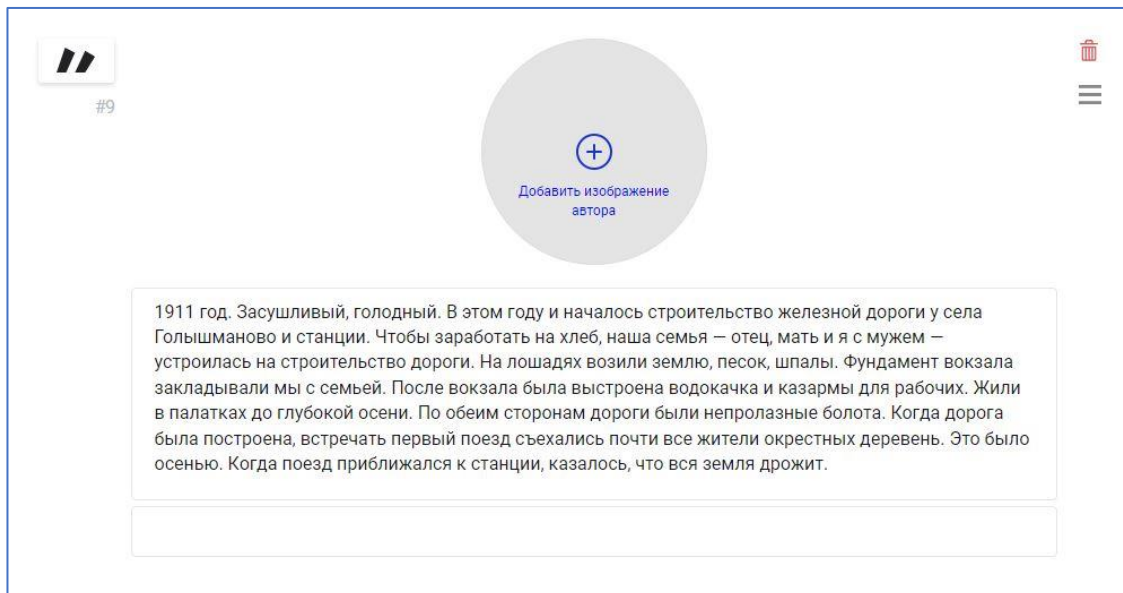 #9
Добавить изображение
автора
1911 год. Засушливый, голодный. В этом году и началось строительство железной дороги у села
Голышманово и станции. Чтобы заработать на хлеб, наша семья — отец, мать и я с мужем —
устроилась на строительство дороги. На лошадях возили землю, песок, шпалы. Фундамент вокзала
закладывали мы с семьей. После вокзала была выстроена водокачка и казармы для рабочих. Жили
в палатках до глубокой осени. По обеим сторонам дороги были непролазные болота. Когда дорога
была построена, встречать первый поезд съехались почти все жители окрестных деревень. Это было
осенью. Когда поезд приближался к станции, казалось, что вся земля дрожит.